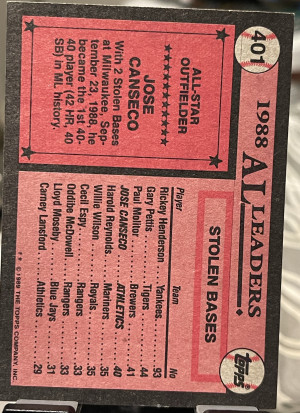 401
1988 AL LEADERS
Topps
ALL-STAR
OUTFIELDER
★★★★★★★★★★
JOSE
CANSECO
With 2 Stolen Bases
at Milwaukee, Sep-
tember 23, 1988, he
became the 1st 40-
40 player (42 HR, 40
SB) in ML history.
STOLEN BASES
Player Team No
Rickey Henderson.....Yankees.....93
Gary Pettis.....Tigers.....44
Paul Molitor.....Brewers.....41
JOSE CANSECO.....ATHLETICS.....40
Harold Reynolds.....Mariners.....35
Willie Wilson.....Royals.....35
Cecil Espy.....Rangers.....33
Oddibe McDowell.....Rangers.....33
Lloyd Moseby.....Blue Jays.....31
Carney Lansford.....Athletics.....29
© 1989 THE TOPPS COMPANY, INC.